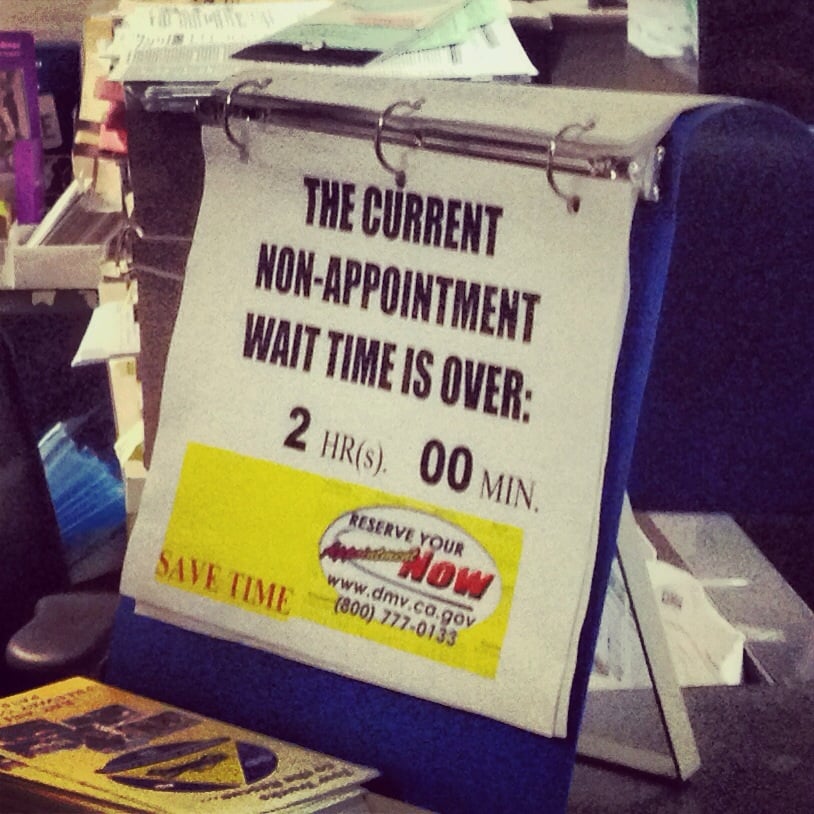 THE CURRENT
NON-APPOINTMENT
WAIT TIME IS OVER:
2 HR(s). 00 MIN.
SAVE TIME
RESERVE YOUR
Appointment NOW
www.dmv.ca.gov
(800) 777-0133